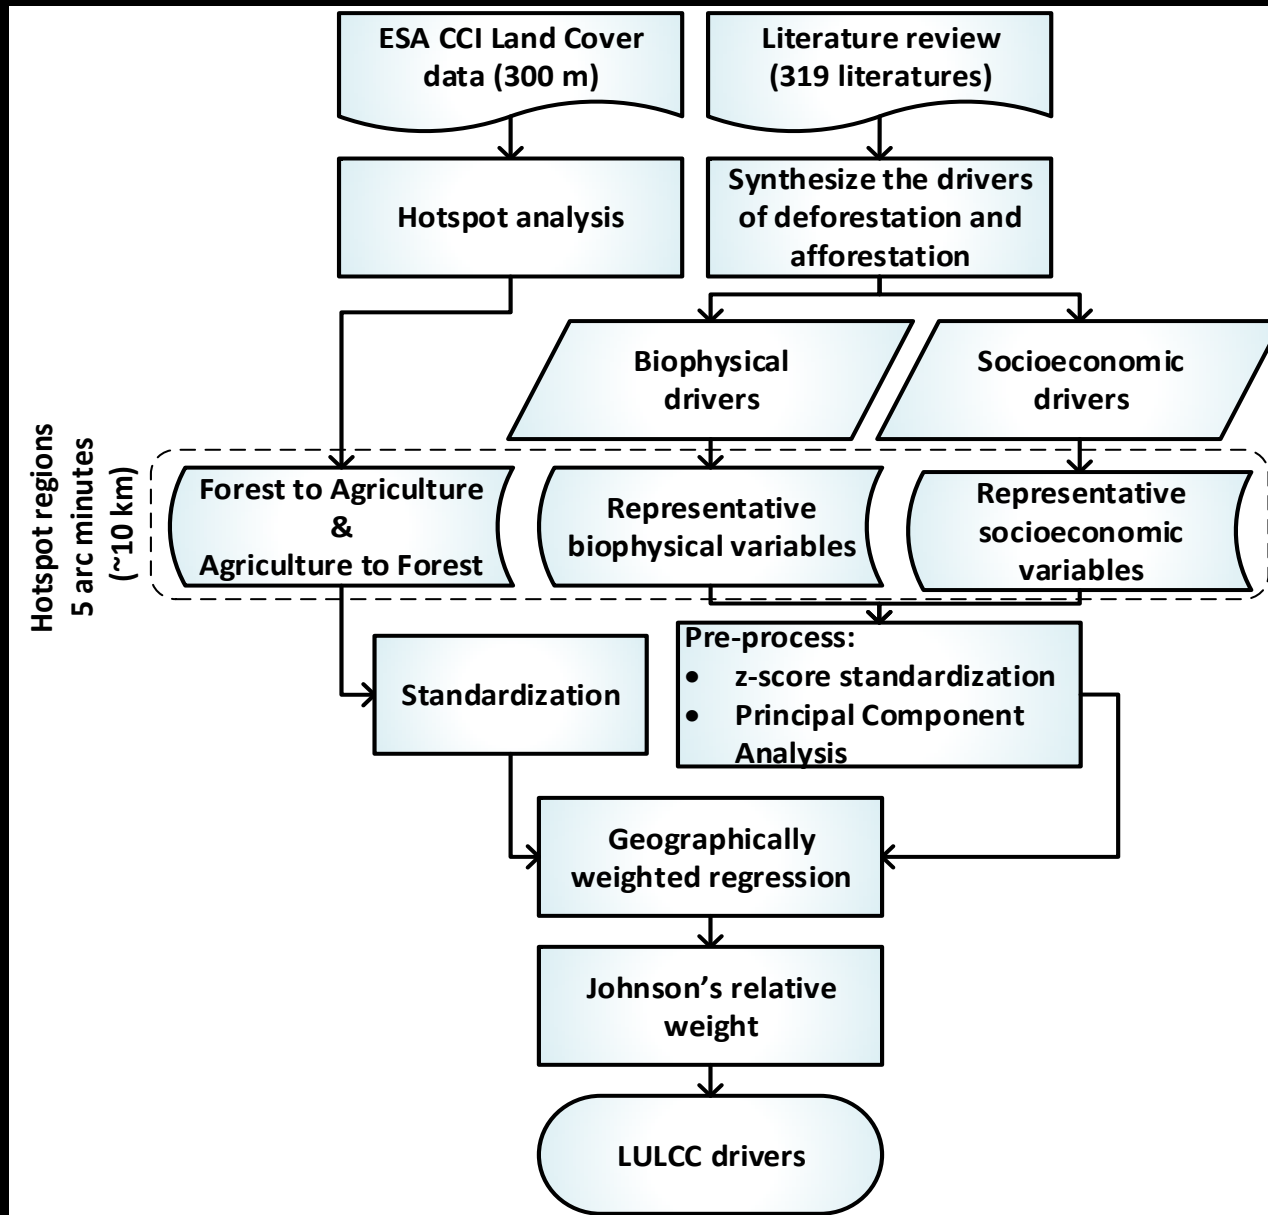 ESA CCI Land Cover
data (300 m)
Literature review
(319 literatures)
Hotspot analysis
Synthesize the drivers
of deforestation and
afforestation
Biophysical
drivers
Socioeconomic
drivers
Hotspot regions
5 arc minutes
(~10 km)
Forest to Agriculture
&
Agriculture to Forest
Representative
biophysical variables
Representative
socioeconomic
variables
Standardization
Pre-process:
• z-score standardization
• Principal Component
Analysis
Geographically
weighted regression
Johnson’s relative
weight
LULCC drivers